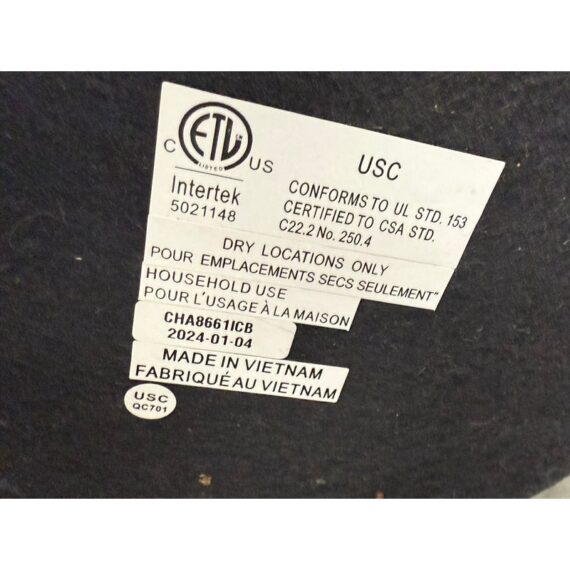 ETL
LISTED
C US
Intertek
5021148
USC
CONFORMS TO UL STD. 153
CERTIFIED TO CSA STD.
C22.2 No. 250.4
DRY LOCATIONS ONLY
POUR EMPLACEMENTS SECS SEULEMENT"
HOUSEHOLD USE
POUR L'USAGE À LA MAISON
CHA8661ICB
2024-01-04
MADE IN VIETNAM
FABRIQUÉ AU VIETNAM
USC
QC701